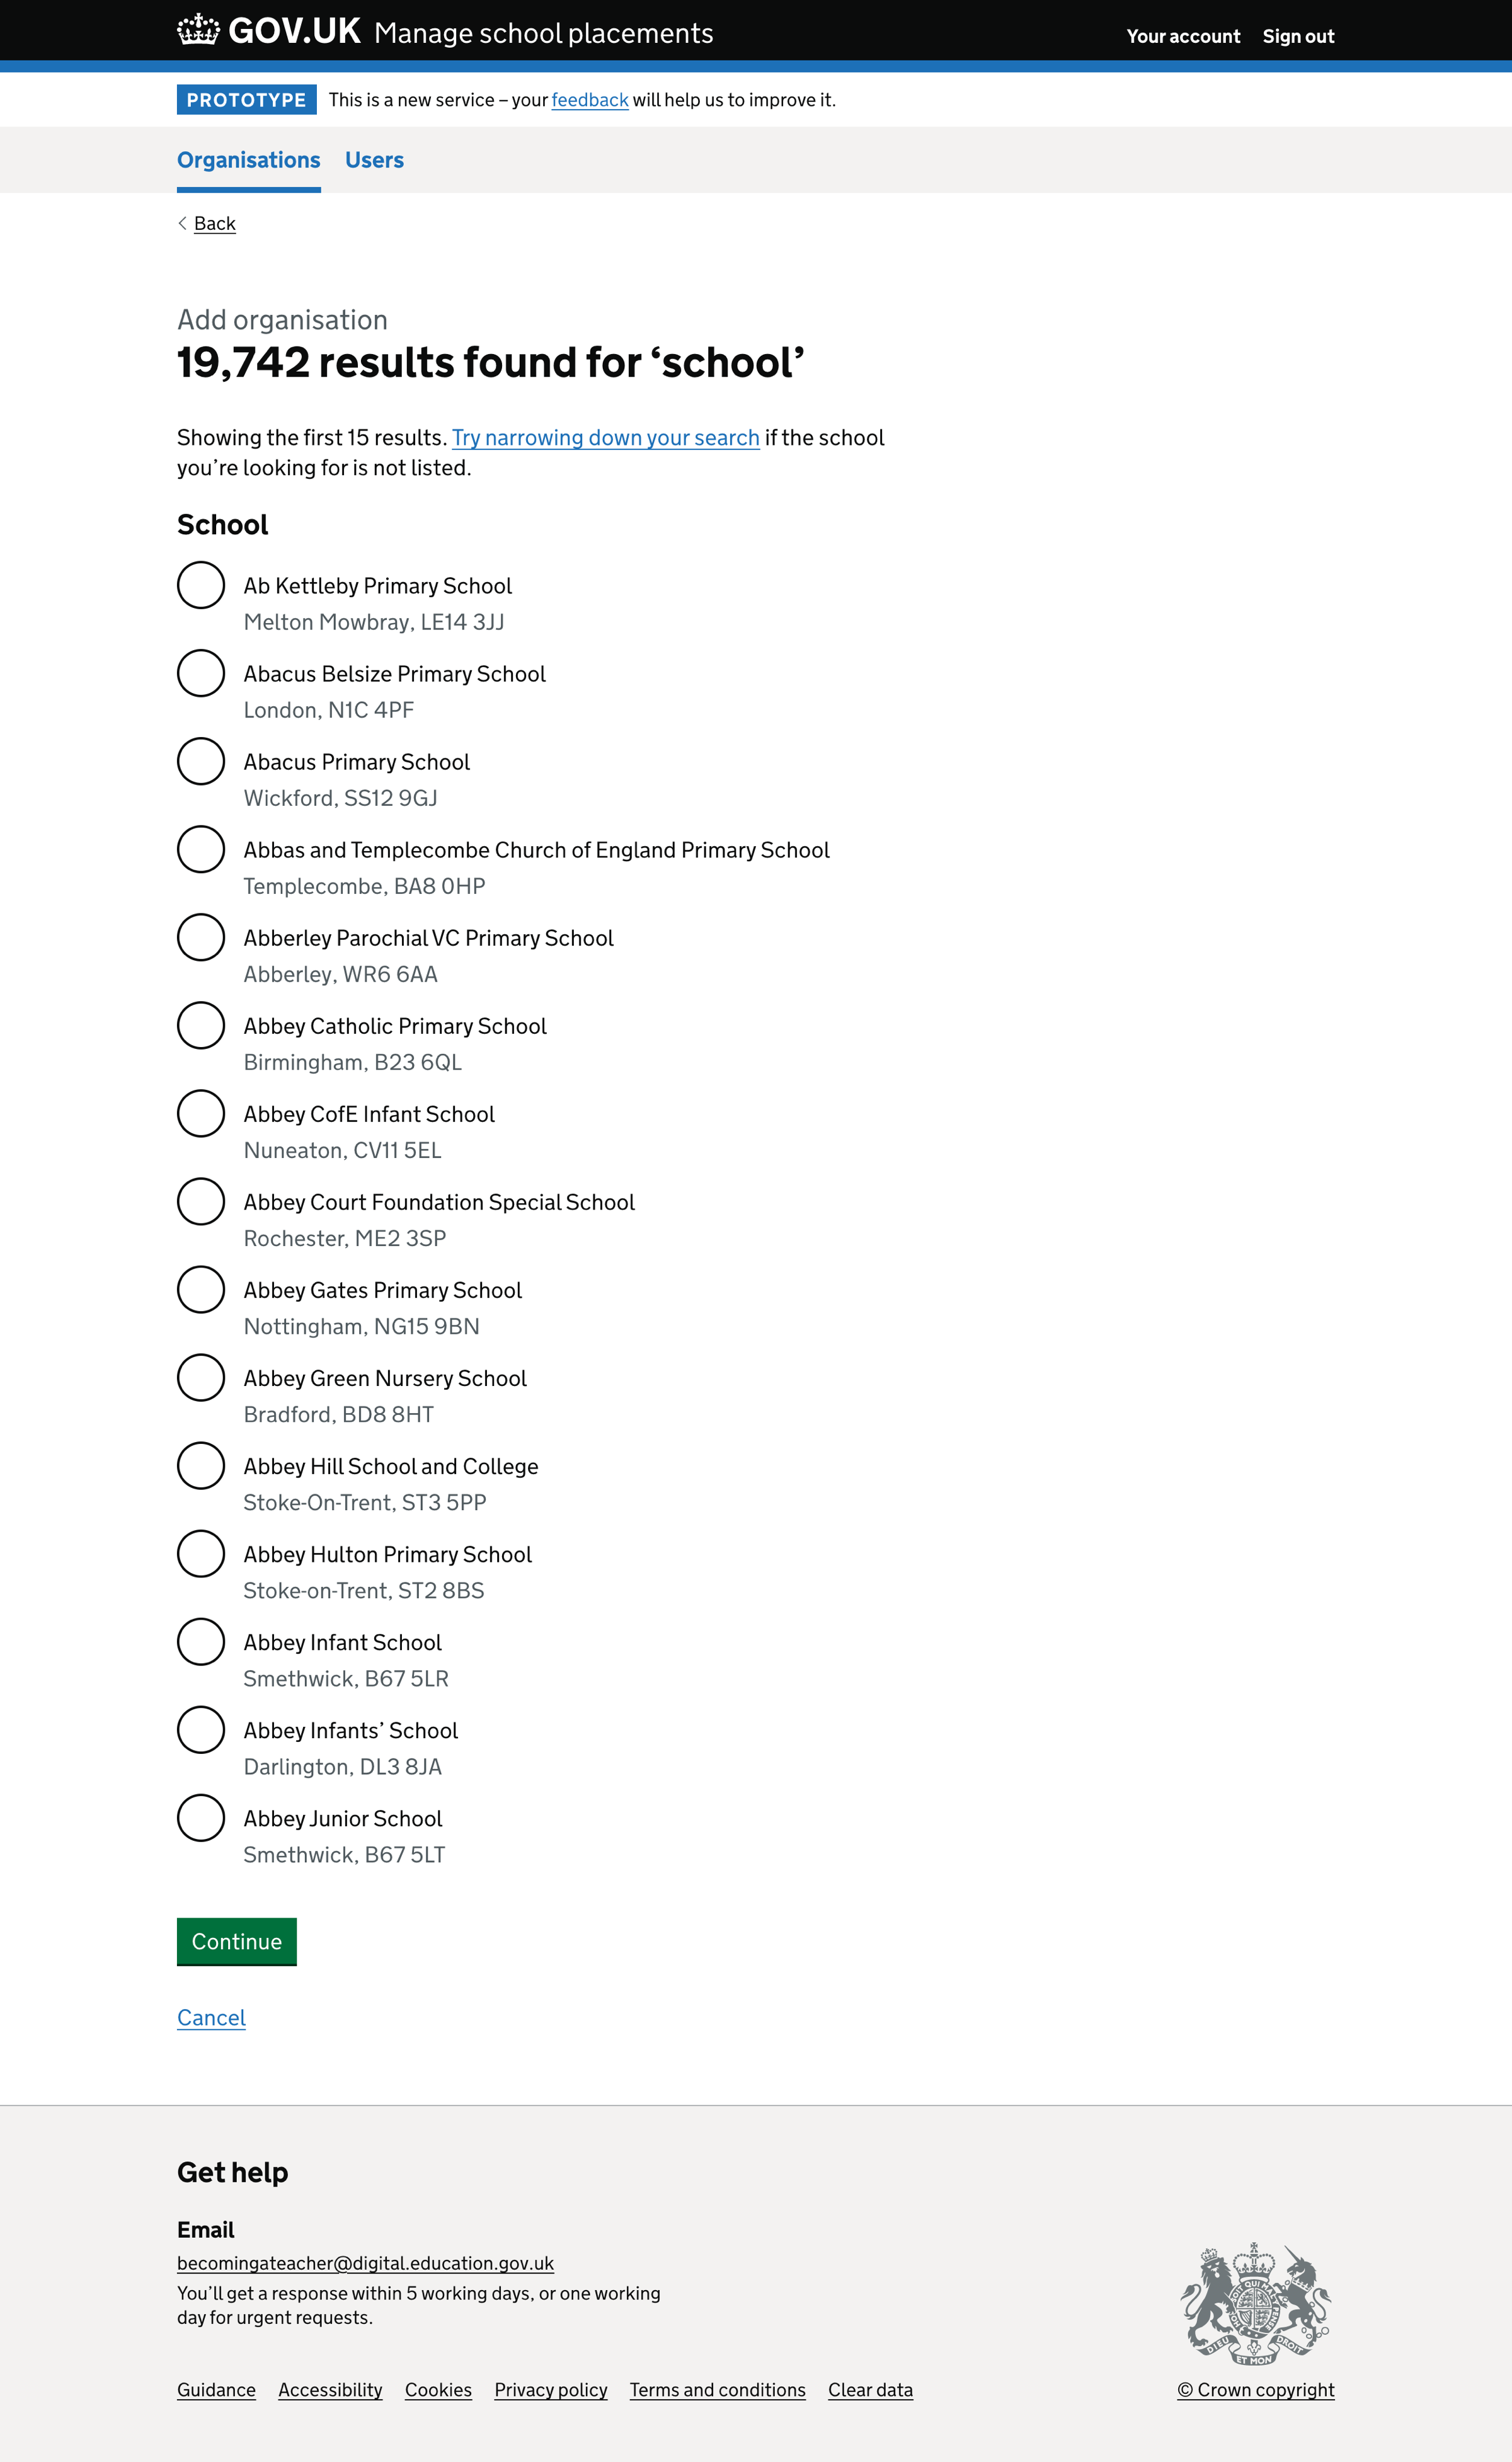 GOV.UK Manage school placements
Your account Sign out
PROTOTYPE This is a new service – your feedback will help us to improve it.
Organisations Users
Back
Add organisation
19,742 results found for ‘school’
Showing the first 15 results. Try narrowing down your search if the school
you’re looking for is not listed.
School
Ab Kettleby Primary School
Melton Mowbray, LE14 3JJ
Abacus Belsize Primary School
London, N1C 4PF
Abacus Primary School
Wickford, SS12 9GJ
Abbas and Templecombe Church of England Primary School
Templecombe, BA8 0HP
Abberley Parochial VC Primary School
Abberley, WR6 6AA
Abbey Catholic Primary School
Birmingham, B23 6QL
Abbey CofE Infant School
Nuneaton, CV11 5EL
Abbey Court Foundation Special School
Rochester, ME2 3SP
Abbey Gates Primary School
Nottingham, NG15 9BN
Abbey Green Nursery School
Bradford, BD8 8HT
Abbey Hill School and College
Stoke-On-Trent, ST3 5PP
Abbey Hulton Primary School
Stoke-on-Trent, ST2 8BS
Abbey Infant School
Smethwick, B67 5LR
Abbey Infants’ School
Darlington, DL3 8JA
Abbey Junior School
Smethwick, B67 5LT
Continue
Cancel
Get help
Email
becomingateacher@digital.education.gov.uk
You’ll get a response within 5 working days, or one working
day for urgent requests.
DIEU ET MON DROIT
Guidance Accessibility Cookies Privacy policy Terms and conditions Clear data
© Crown copyright